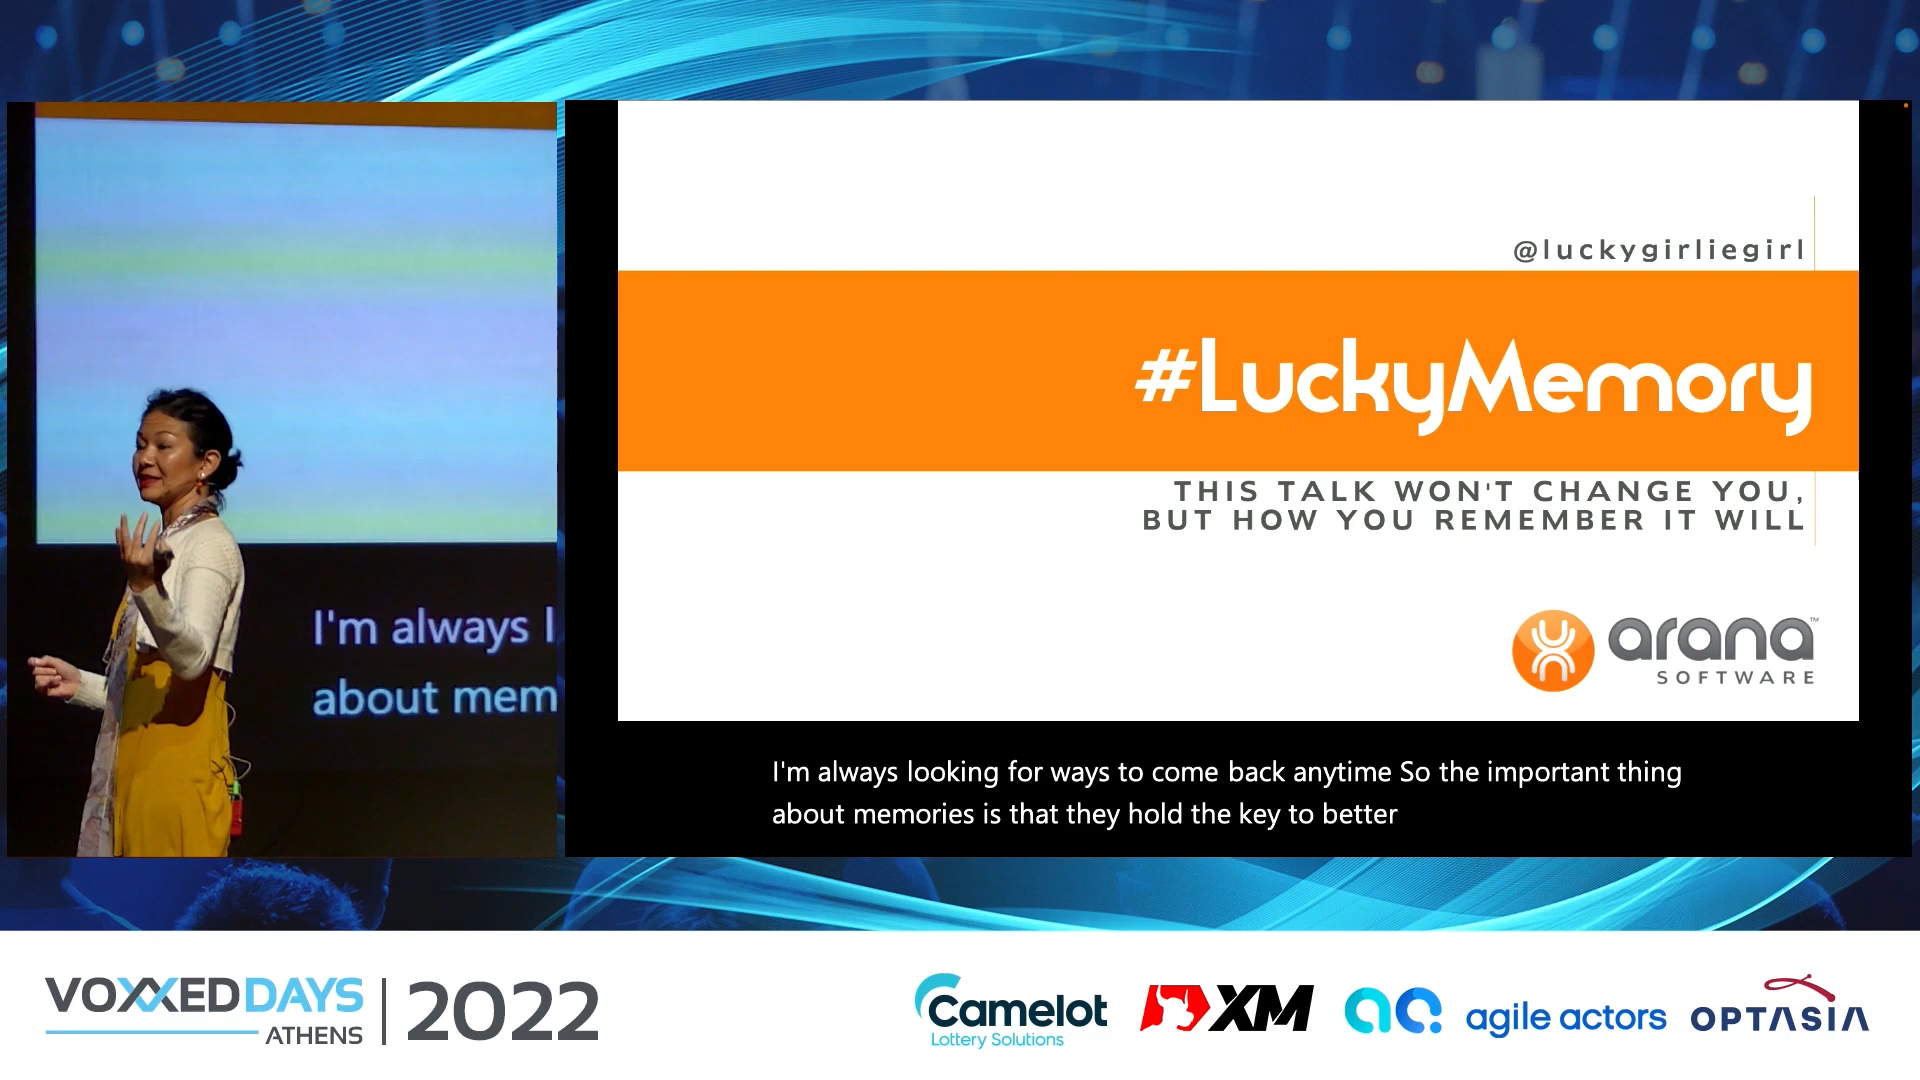 @luckygirliegirl
#LuckyMemory
THIS TALK WON'T CHANGE YOU,
BUT HOW YOU REMEMBER IT WILL
arana™
SOFTWARE
I'm always l
about mem
I'm always looking for ways to come back anytime So the important thing
about memories is that they hold the key to better
VOXXEDDAYS
ATHENS
2022
Camelot
Lottery Solutions
XM
agile actors
OPTASIA